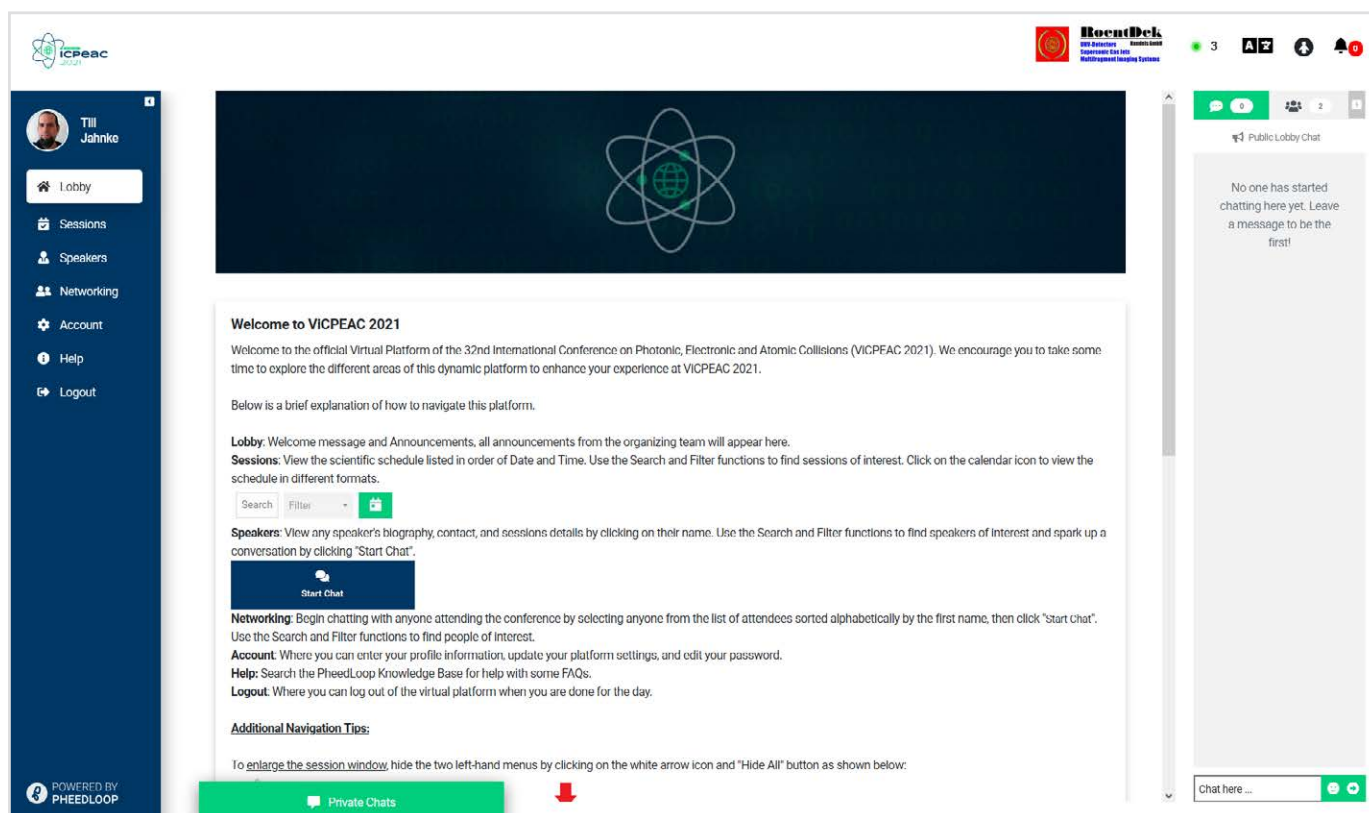 icpeac
2021
RoentDek
Handels GmbH
UHV-Detectors
Supersonic Gas Jets
Multifragment Imaging Systems
3
0
Till
Jahnke
Lobby
Sessions
Speakers
Networking
Account
Help
Logout
POWERED BY
PHEEDLOOP
Welcome to VICPEAC 2021
Welcome to the official Virtual Platform of the 32nd International Conference on Photonic, Electronic and Atomic Collisions (VICPEAC 2021). We encourage you to take some
time to explore the different areas of this dynamic platform to enhance your experience at VICPEAC 2021.
Below is a brief explanation of how to navigate this platform.
Lobby: Welcome message and Announcements, all announcements from the organizing team will appear here.
Sessions: View the scientific schedule listed in order of Date and Time. Use the Search and Filter functions to find sessions of interest. Click on the calendar icon to view the
schedule in different formats.
Search Filter
Speakers: View any speaker's biography, contact, and sessions details by clicking on their name. Use the Search and Filter functions to find speakers of interest and spark up a
conversation by clicking "Start Chat".
Start Chat
Networking: Begin chatting with anyone attending the conference by selecting anyone from the list of attendees sorted alphabetically by the first name, then click "Start Chat".
Use the Search and Filter functions to find people of interest.
Account: Where you can enter your profile information, update your platform settings, and edit your password.
Help: Search the PheedLoop Knowledge Base for help with some FAQs.
Logout: Where you can log out of the virtual platform when you are done for the day.
Additional Navigation Tips:
To enlarge the session window, hide the two left-hand menus by clicking on the white arrow icon and "Hide All" button as shown below:
Private Chats
0
2
Public Lobby Chat
No one has started
chatting here yet. Leave
a message to be the
first!
Chat here ...